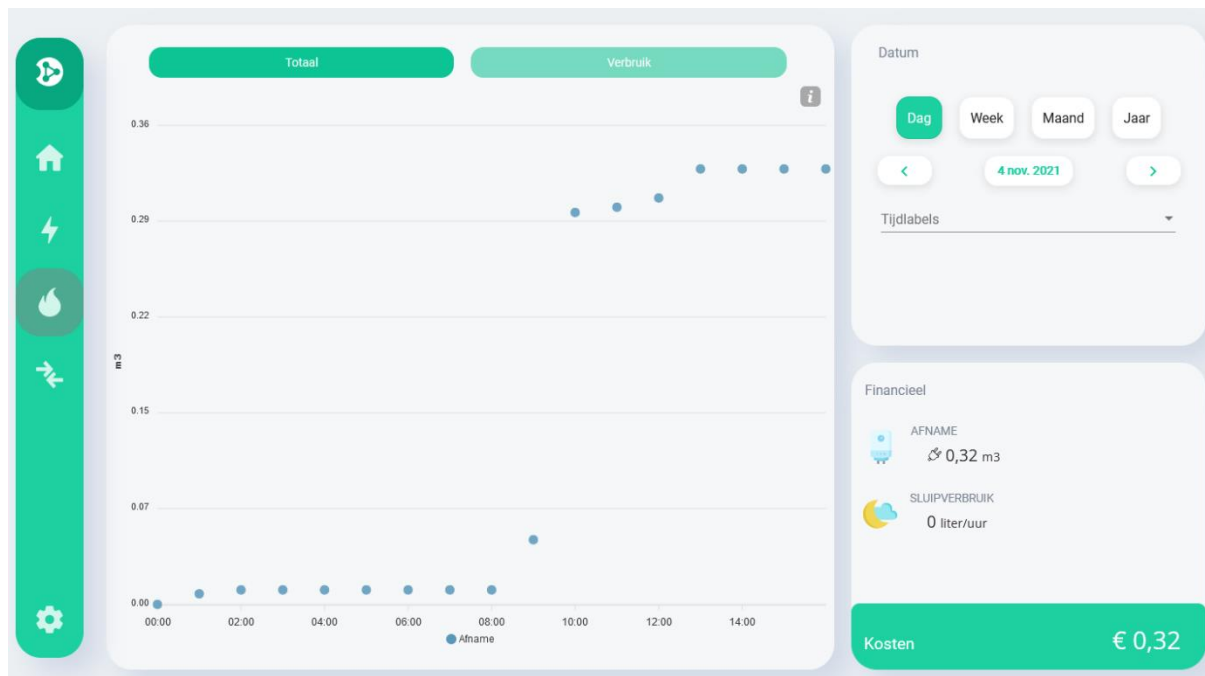 Totaal
Verbruik
i
0.36
0.29
0.22
0.15
0.07
0.00
m3
00:00 02:00 04:00 06:00 08:00 10:00 12:00 14:00
Afname
Datum
Dag Week Maand Jaar
< 4 nov. 2021 >
Tijdlabels
Financieel
AFNAME
0,32 m3
SLUIPVERBRUIK
0 liter/uur
Kosten € 0,32